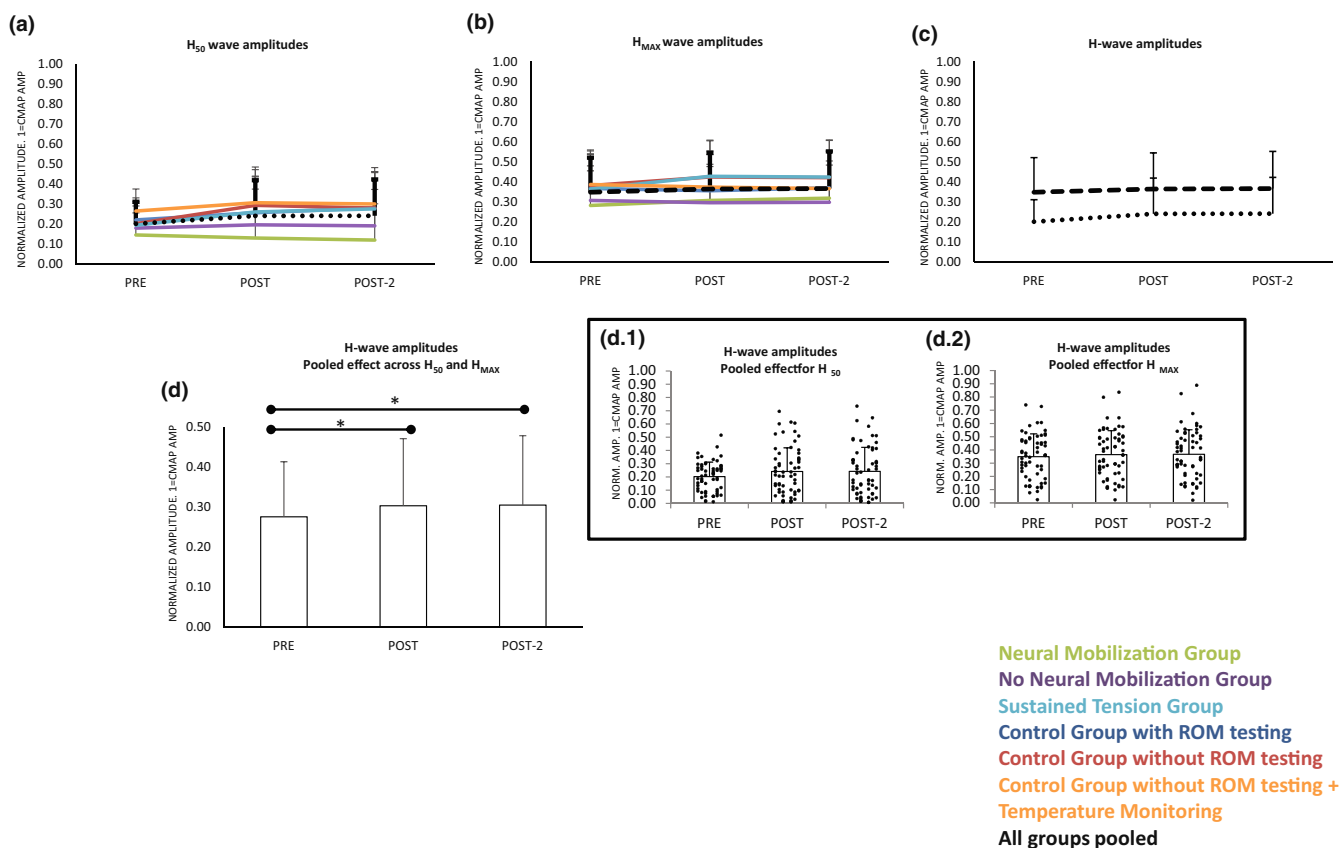 (a)
H50 wave amplitudes
NORMALIZED AMPLITUDE. 1=CMAP AMP
1.00
0.90
0.80
0.70
0.60
0.50
0.40
0.30
0.20
0.10
0.00
PRE POST POST-2
(b)
HMAX wave amplitudes
NORMALIZED AMPLITUDE. 1=CMAP AMP
1.00
0.90
0.80
0.70
0.60
0.50
0.40
0.30
0.20
0.10
0.00
PRE POST POST-2
(c)
H-wave amplitudes
NORMALIZED AMPLITUDE. 1=CMAP AMP
1.00
0.90
0.80
0.70
0.60
0.50
0.40
0.30
0.20
0.10
0.00
PRE POST POST-2
(d)
H-wave amplitudes
Pooled effect across H50 and HMAX
NORMALIZED AMPLITUDE. 1=CMAP AMP
*
*
0.50
0.40
0.30
0.20
0.10
0.00
PRE POST POST-2
(d.1)
H-wave amplitudes
Pooled effectfor H 50
NORM. AMP. 1=CMAP AMP
1.00
0.90
0.80
0.70
0.60
0.50
0.40
0.30
0.20
0.10
0.00
PRE POST POST-2
(d.2)
H-wave amplitudes
Pooled effectfor H MAX
NORM. AMP. 1=CMAP AMP
1.00
0.90
0.80
0.70
0.60
0.50
0.40
0.30
0.20
0.10
0.00
PRE POST POST-2
Neural Mobilization Group
No Neural Mobilization Group
Sustained Tension Group
Control Group with ROM testing
Control Group without ROM testing
Control Group without ROM testing +
Temperature Monitoring
All groups pooled